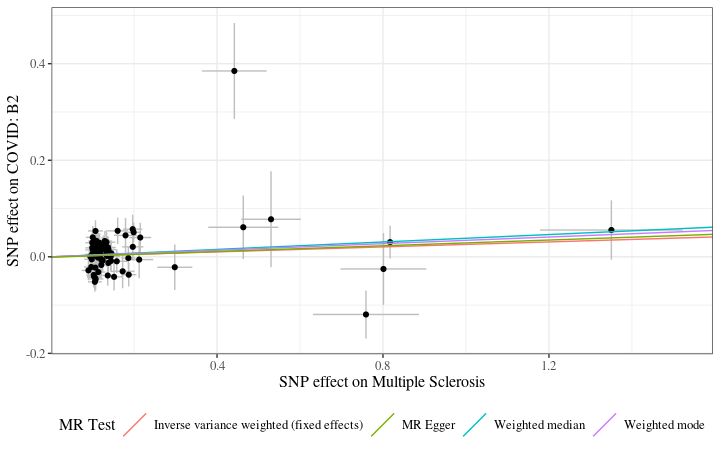 SNP effect on COVID: B2
0.4
0.2
0.0
-0.2
0.4
0.8
1.2
SNP effect on Multiple Sclerosis
MR Test
Inverse variance weighted (fixed effects)
MR Egger
Weighted median
Weighted mode